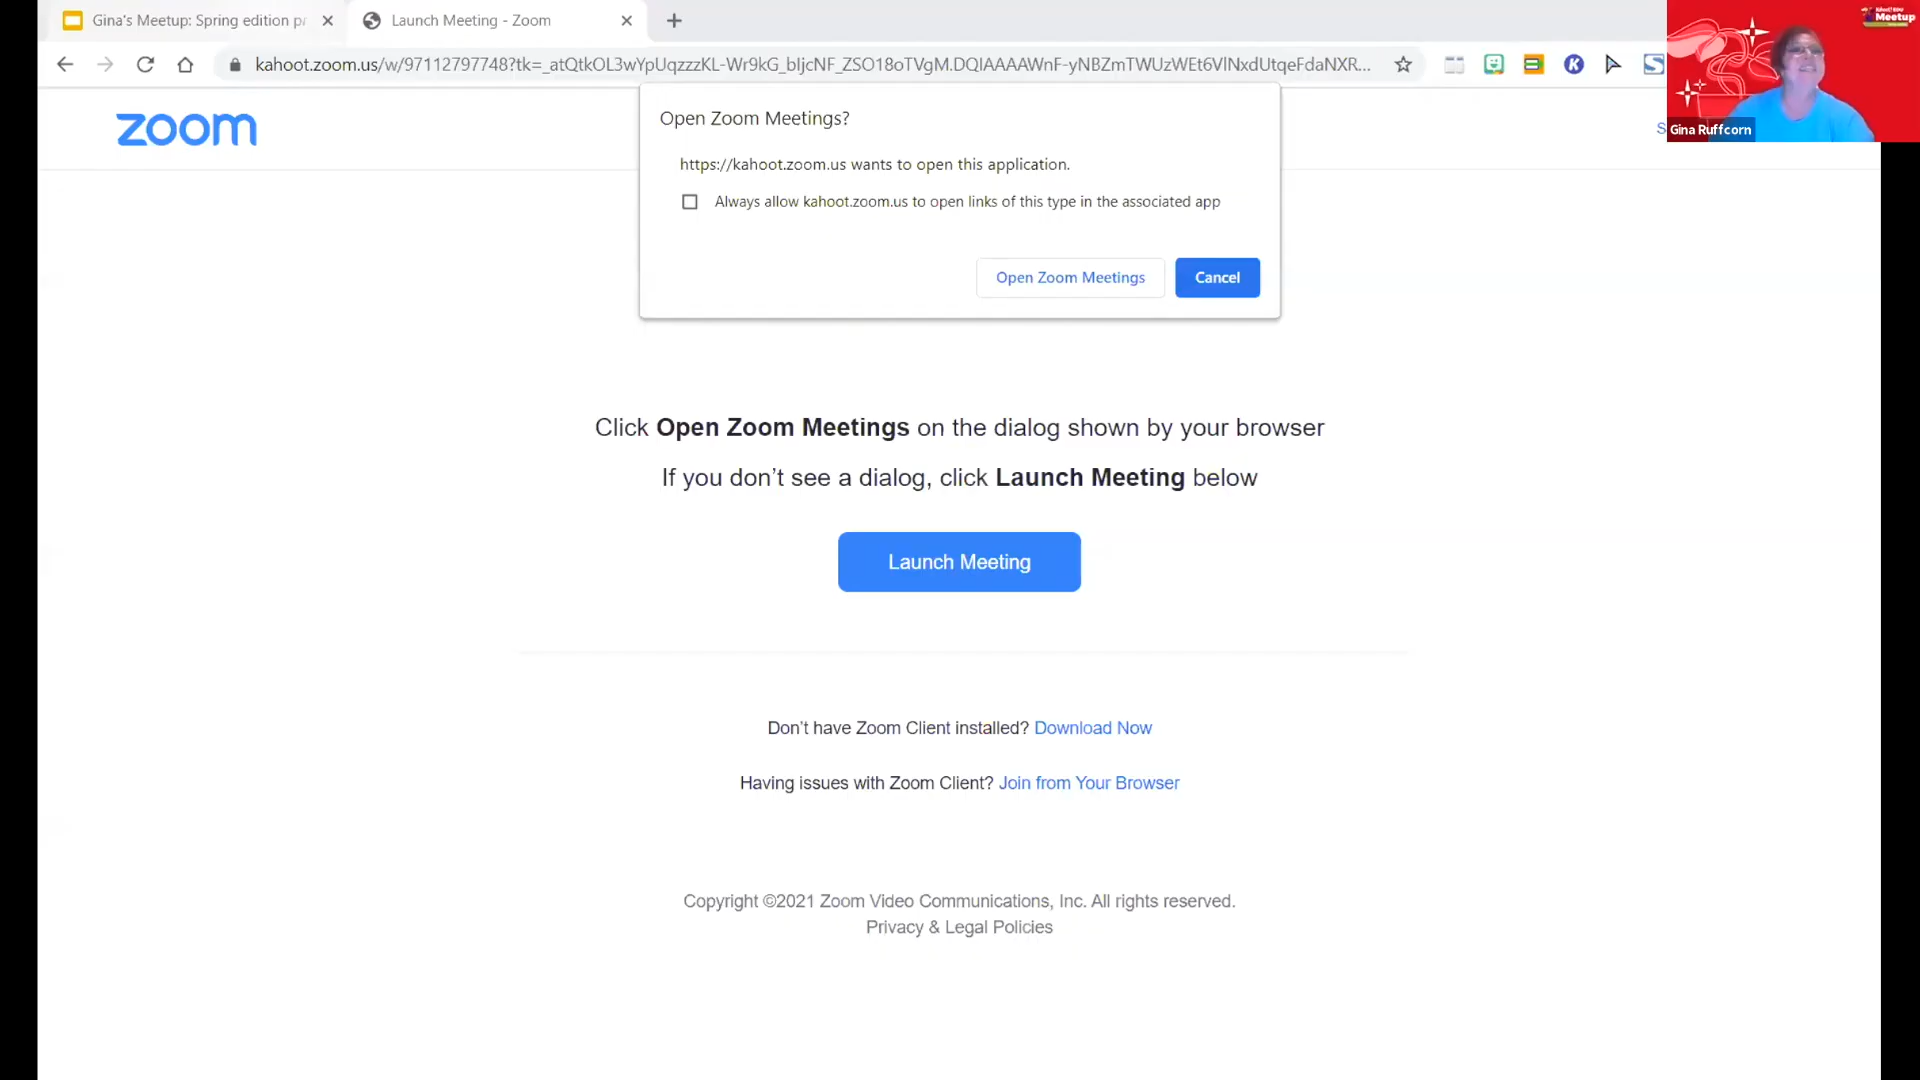 Gina's Meetup: Spring edition pa
Launch Meeting - Zoom
kahoot.zoom.us/w/97112797748?tk=_atQtkOL3wYpUqzzzKL-Wr9kG_bIjcNF_ZSO18oTVgM.DQIAAAAWnF-yNBZmTWUzWEt6VlNxdUtqeFdaNXR...
Meetup
Gina Ruffcorn
zoom
Open Zoom Meetings?
https://kahoot.zoom.us wants to open this application.
Always allow kahoot.zoom.us to open links of this type in the associated app
Open Zoom Meetings
Cancel
Click Open Zoom Meetings on the dialog shown by your browser
If you don’t see a dialog, click Launch Meeting below
Launch Meeting
Don’t have Zoom Client installed? Download Now
Having issues with Zoom Client? Join from Your Browser
Copyright ©2021 Zoom Video Communications, Inc. All rights reserved.
Privacy & Legal Policies